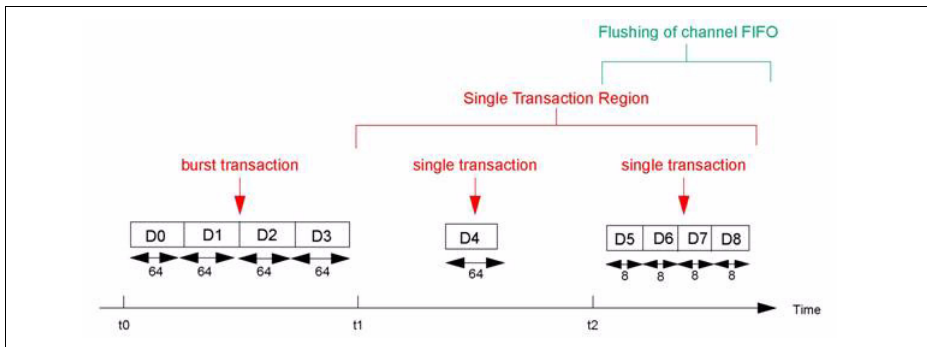 Flushing of channel FIFO
Single Transaction Region
burst transaction single transaction single transaction
D0 D1 D2 D3 D4 D5 D6 D7 D8
64 64 64 64 64 8 8 8 8
Time
t0 t1 t2